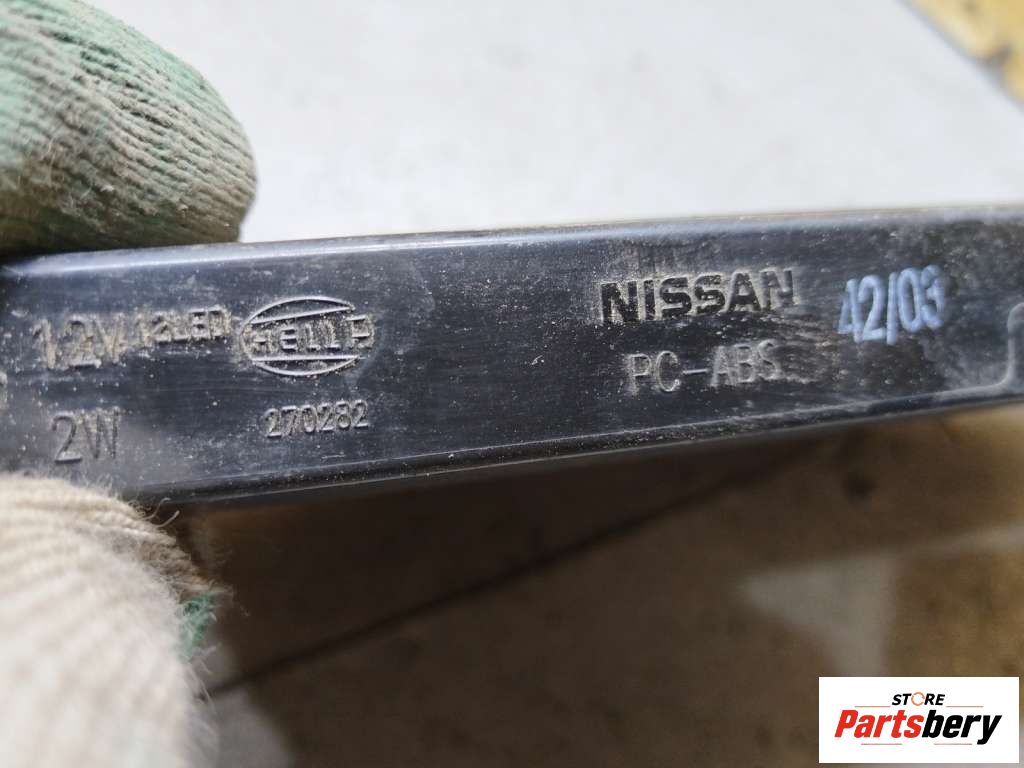 12V 12LED
HELLA
2W
270282
NISSAN
PC-ABS
42/03
STORE
Partsbery